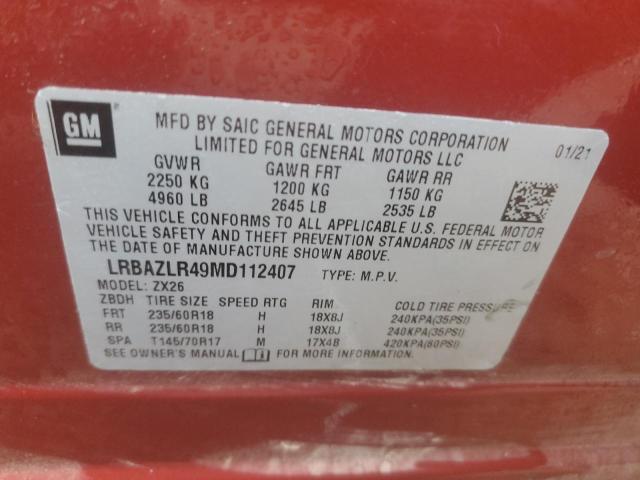 GM
MFD BY SAIC GENERAL MOTORS CORPORATION
LIMITED FOR GENERAL MOTORS LLC
01/21
GVWR GAWR FRT GAWR RR
2250 KG 1200 KG 1150 KG
4960 LB 2645 LB 2535 LB
THIS VEHICLE CONFORMS TO ALL APPLICABLE U.S. FEDERAL MOTOR
VEHICLE SAFETY AND THEFT PREVENTION STANDARDS IN EFFECT ON
THE DATE OF MANUFACTURE SHOWN ABOVE.
LRBAZLR49MD112407 TYPE: M.P.V.
MODEL: ZX26
ZBDH TIRE SIZE SPEED RTG RIM COLD TIRE PRESSURE
FRT 235/60R18 H 18X8J 240KPA(35PSI)
RR 235/60R18 H 18X8J 240KPA(35PSI)
SPA T145/70R17 M 17X4B 420KPA(60PSI)
SEE OWNER'S MANUAL